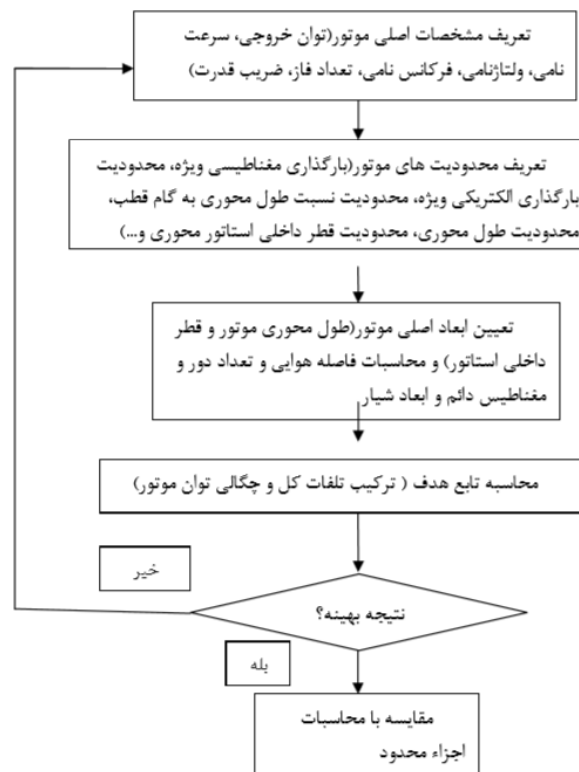 تعریف مشخصات اصلی موتور(توان خروجی، سرعت
نامی، ولتاژنامی، فرکانس نامی، تعداد فاز، ضریب قدرت)
تعریف محدودیت های موتور(بارگذاری مغناطیسی ویژه، محدودیت
بارگذاری الکتریکی ویژه، محدودیت نسبت طول محوری به گام قطب،
محدودیت طول محوری، محدودیت قطر داخلی استاتور محوری و...)
تعیین ابعاد اصلی موتور(طول محوری موتور و قطر
داخلی استاتور) و محاسبات فاصله هوایی و تعداد دور و
مغناطیس دائم و ابعاد شیار
محاسبه تابع هدف ( ترکیب تلفات کل و چگالی توان موتور)
خیر
نتیجه بهینه؟
بله
مقایسه با محاسبات
اجزاء محدود